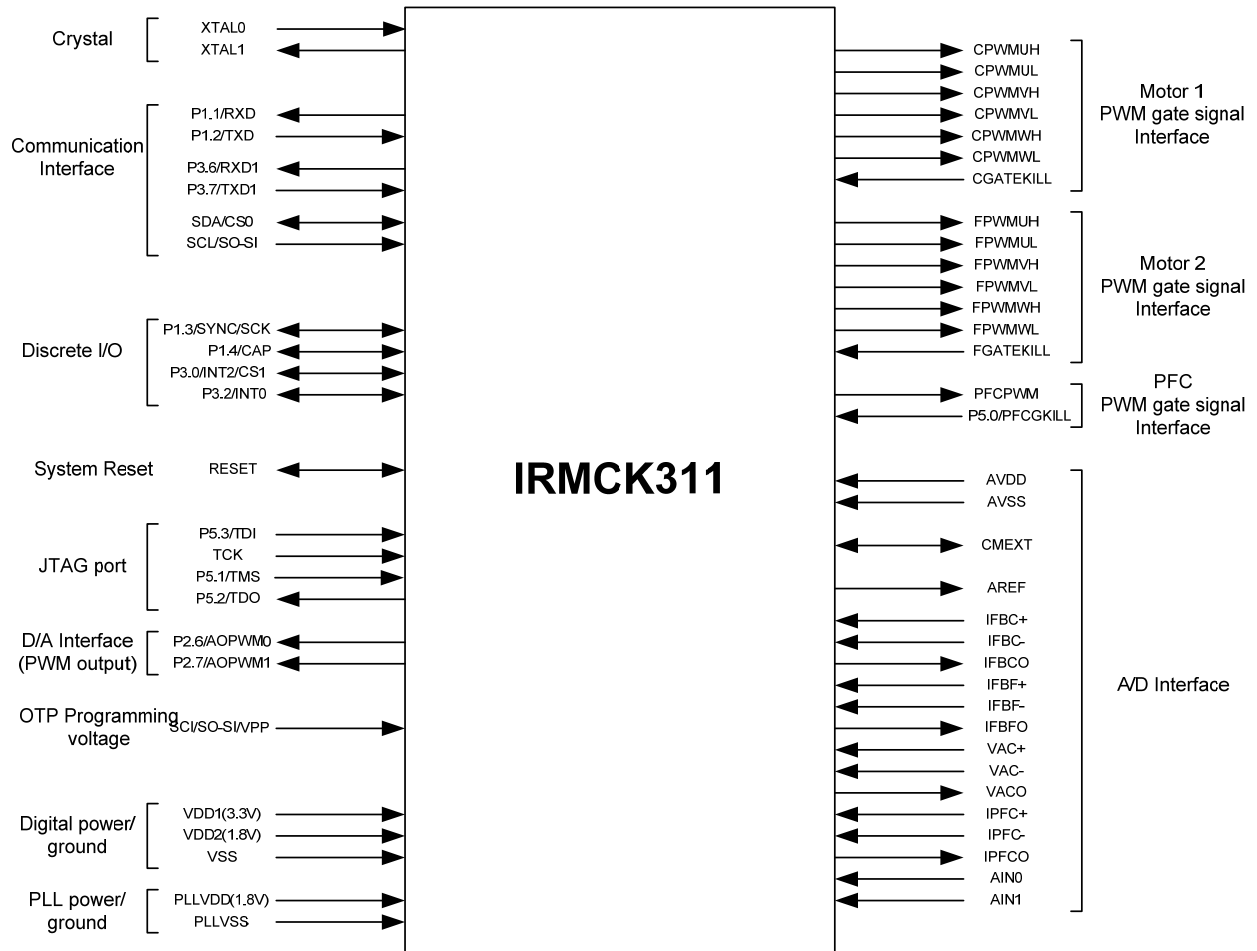 Crystal
XTAL0
XTAL1
Communication
Interface
P1.1/RXD
P1.2/TXD
P3.6/RXD1
P3.7/TXD1
SDA/CS0
SCL/SO-SI
Discrete I/O
P1.3/SYNC/SCK
P1.4/CAP
P3.0/INT2/CS1
P3.2/INT0
System Reset
RESET
JTAG port
P5.3/TDI
TCK
P5.1/TMS
P5.2/TDO
D/A Interface
(PWM output)
P2.6/AOPWM0
P2.7/AOPWM1
OTP Programming
voltage
SCI/SO-SI/VPP
Digital power/
ground
VDD1(3.3V)
VDD2(1.8V)
VSS
PLL power/
ground
PLLVDD(1.8V)
PLLVSS
IRMCK311
CPWMUH
CPWMUL
CPWMVH
CPWMVL
CPWMWH
CPWMWL
CGATEKILL
Motor 1
PWM gate signal
Interface
FPWMUH
FPWMUL
FPWMVH
FPWMVL
FPWMWH
FPWMWL
FGATEKILL
Motor 2
PWM gate signal
Interface
PFCPWM
P5.0/PFCGKILL
PFC
PWM gate signal
Interface
AVDD
AVSS
CMEXT
AREF
IFBC+
IFBC-
IFBCO
IFBF+
IFBF-
IFBFO
VAC+
VAC-
VACO
IPFC+
IPFC-
IPFCO
AIN0
AIN1
A/D Interface